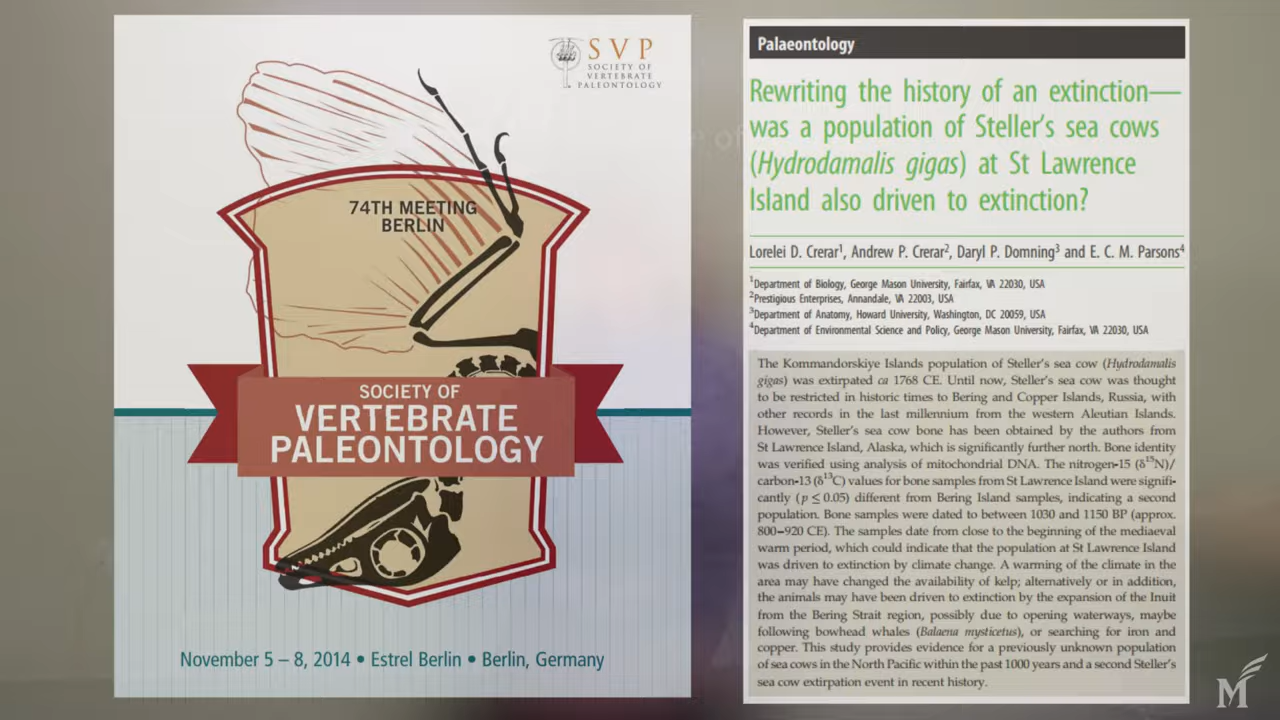 SVP
SOCIETY OF
VERTEBRATE
PALEONTOLOGY
74TH MEETING
BERLIN
SOCIETY OF
VERTEBRATE
PALEONTOLOGY
November 5 – 8, 2014 • Estrel Berlin • Berlin, Germany
Palaeontology
Rewriting the history of an extinction—
was a population of Steller's sea cows
(Hydrodamalis gigas) at St Lawrence
Island also driven to extinction?
Lorelei D. Crerar¹, Andrew P. Crerar², Daryl P. Domning³ and E. C. M. Parsons⁴
¹Department of Biology, George Mason University, Fairfax, VA 22030, USA
²Prestigious Enterprises, Annandale, VA 22003, USA
³Department of Anatomy, Howard University, Washington, DC 20059, USA
⁴Department of Environmental Science and Policy, George Mason University, Fairfax, VA 22030, USA
The Kommandorskiye Islands population of Steller's sea cow (Hydrodamalis
gigas) was extirpated ca 1768 CE. Until now, Steller's sea cow was thought
to be restricted in historic times to Bering and Copper Islands, Russia, with
other records in the last millennium from the western Aleutian Islands.
However, Steller's sea cow bone has been obtained by the authors from
St Lawrence Island, Alaska, which is significantly further north. Bone identity
was verified using analysis of mitochondrial DNA. The nitrogen-15 (δ¹⁵N)/
carbon-13 (δ¹³C) values for bone samples from St Lawrence Island were signifi-
cantly (p ≤ 0.05) different from Bering Island samples, indicating a second
population. Bone samples were dated to between 1030 and 1150 BP (approx.
800–920 CE). The samples date from close to the beginning of the mediaeval
warm period, which could indicate that the population at St Lawrence Island
was driven to extinction by climate change. A warming of the climate in the
area may have changed the availability of kelp; alternatively or in addition,
the animals may have been driven to extinction by the expansion of the Inuit
from the Bering Strait region, possibly due to opening waterways, maybe
following bowhead whales (Balaena mysticetus), or searching for iron and
copper. This study provides evidence for a previously unknown population
of sea cows in the North Pacific within the past 1000 years and a second Steller's
sea cow extirpation event in recent history.
M